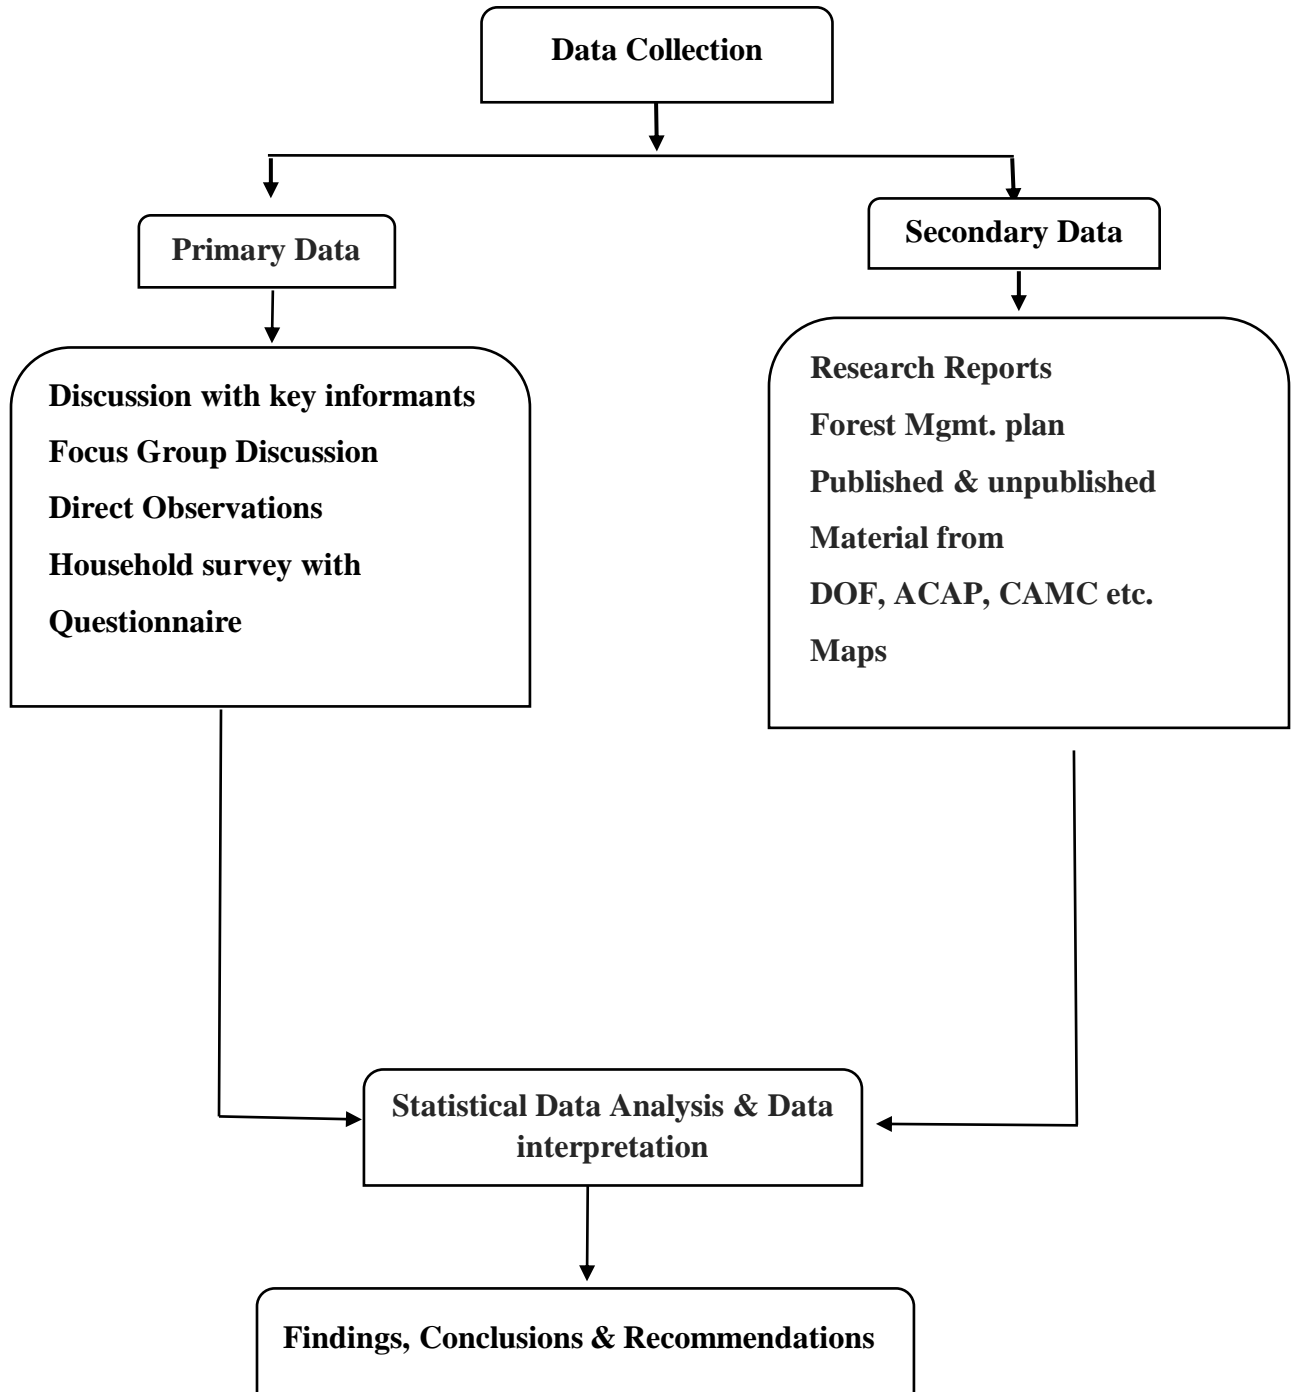 Data Collection
Primary Data
Secondary Data
Discussion with key informants
Focus Group Discussion
Direct Observations
Household survey with
Questionnaire
Research Reports
Forest Mgmt. plan
Published & unpublished
Material from
DOF, ACAP, CAMC etc.
Maps
Statistical Data Analysis & Data
interpretation
Findings, Conclusions & Recommendations